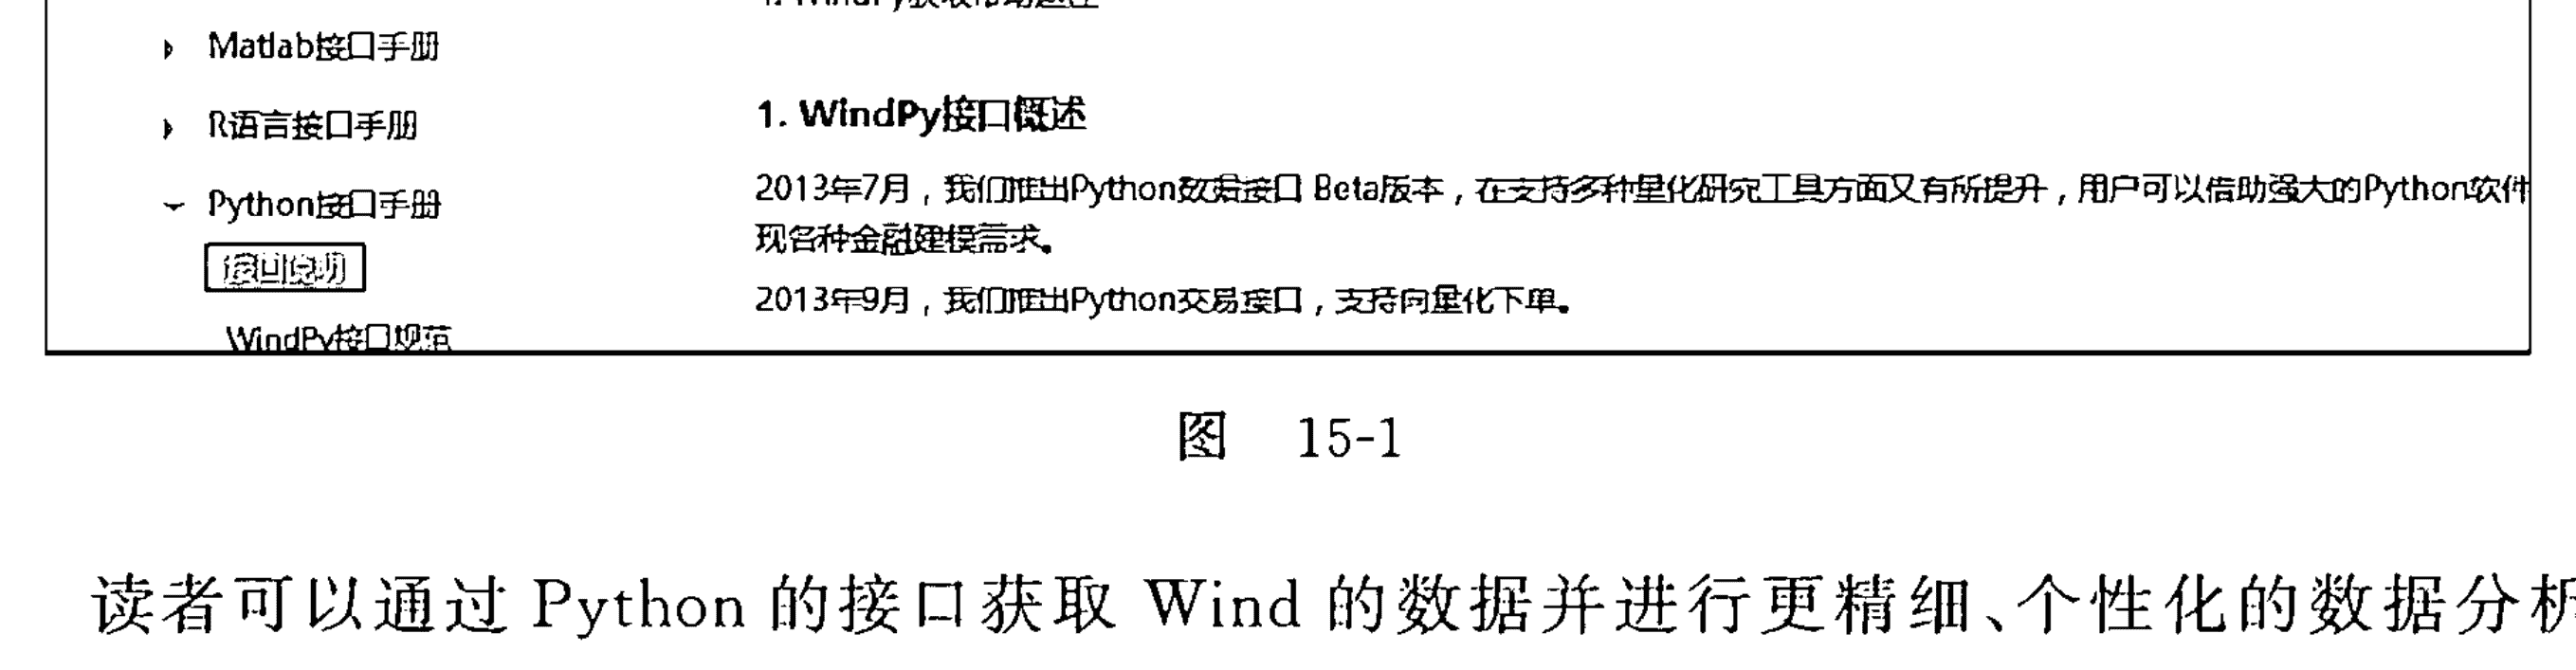 Matlab接口手册
R语言接口手册
Python接口手册
接口说明
WindPy接口规范
1. WindPy接口概述
2013年7月，我们推出Python数据接口 Beta版本，在支持多种量化研究工具方面又有所提升，用户可以借助强大的Python软件
现各种金融建模需求。
2013年9月，我们推出Python交易接口，支持向量化下单。
图 15-1
读者可以通过 Python 的接口获取 Wind 的数据并进行更精细、个性化的数据分析